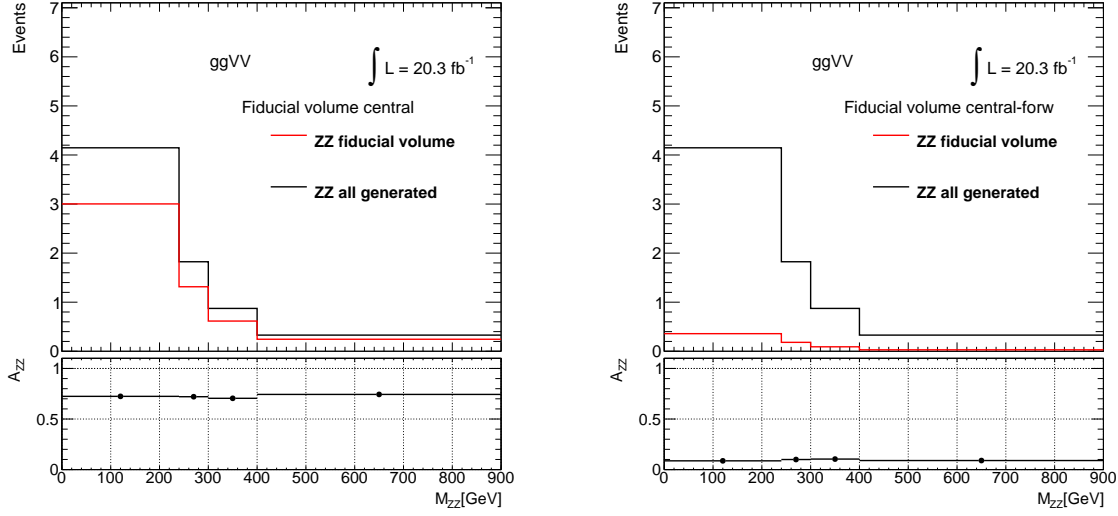 Events
7
6
5
4
3
2
1
0
ggVV
∫ L = 20.3 fb⁻¹
Fiducial volume central
ZZ fiducial volume
ZZ all generated
A_ZZ
1
0.5
0
0 100 200 300 400 500 600 700 800 900
M_ZZ[GeV]
Events
7
6
5
4
3
2
1
0
ggVV
∫ L = 20.3 fb⁻¹
Fiducial volume central-forw
ZZ fiducial volume
ZZ all generated
A_ZZ
1
0.5
0
0 100 200 300 400 500 600 700 800 900
M_ZZ[GeV]